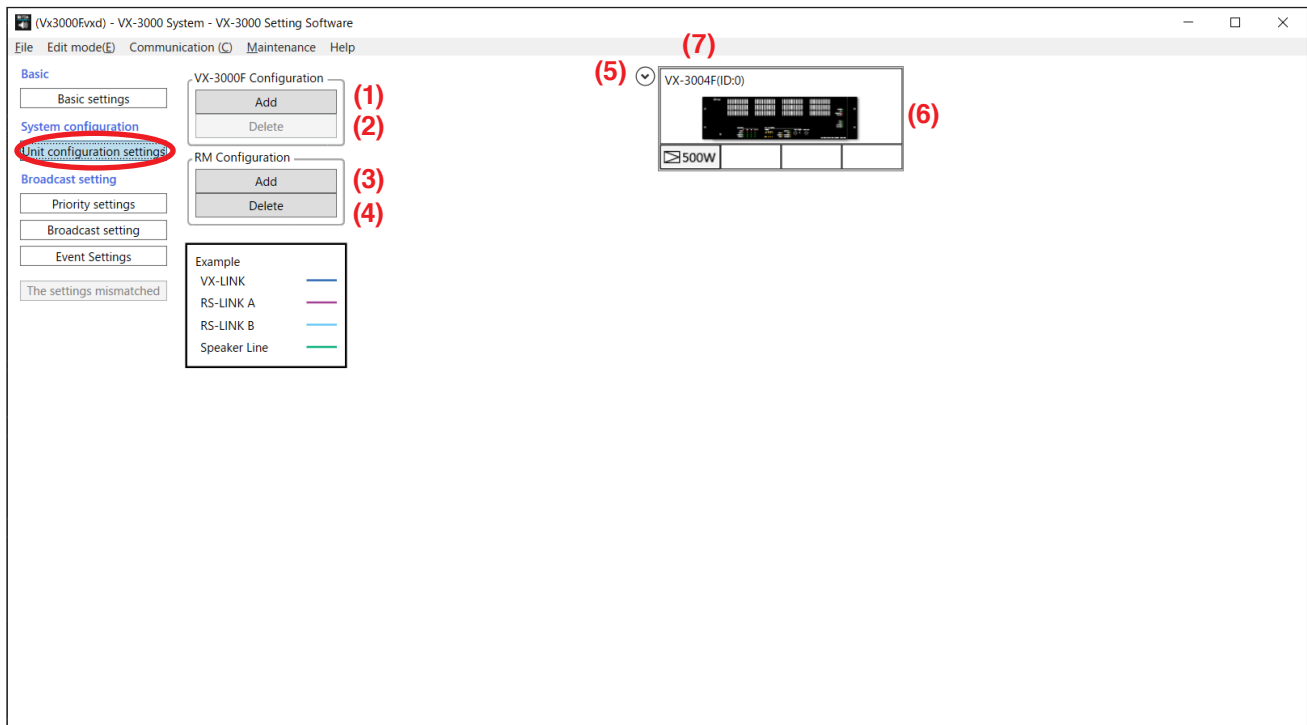 (Vx3000F.vxd) - VX-3000 System - VX-3000 Setting Software
File Edit mode(E) Communication (C) Maintenance Help
(7)
Basic
VX-3000F Configuration
(5)
VX-3004F(ID:0)
Basic settings
Add
(1)
(6)
System configuration
Delete
(2)
Unit configuration settings
RM Configuration
500W
Broadcast setting
Add
(3)
Priority settings
Delete
(4)
Broadcast setting
Event Settings
Example
VX-LINK
The settings mismatched
RS-LINK A
RS-LINK B
Speaker Line